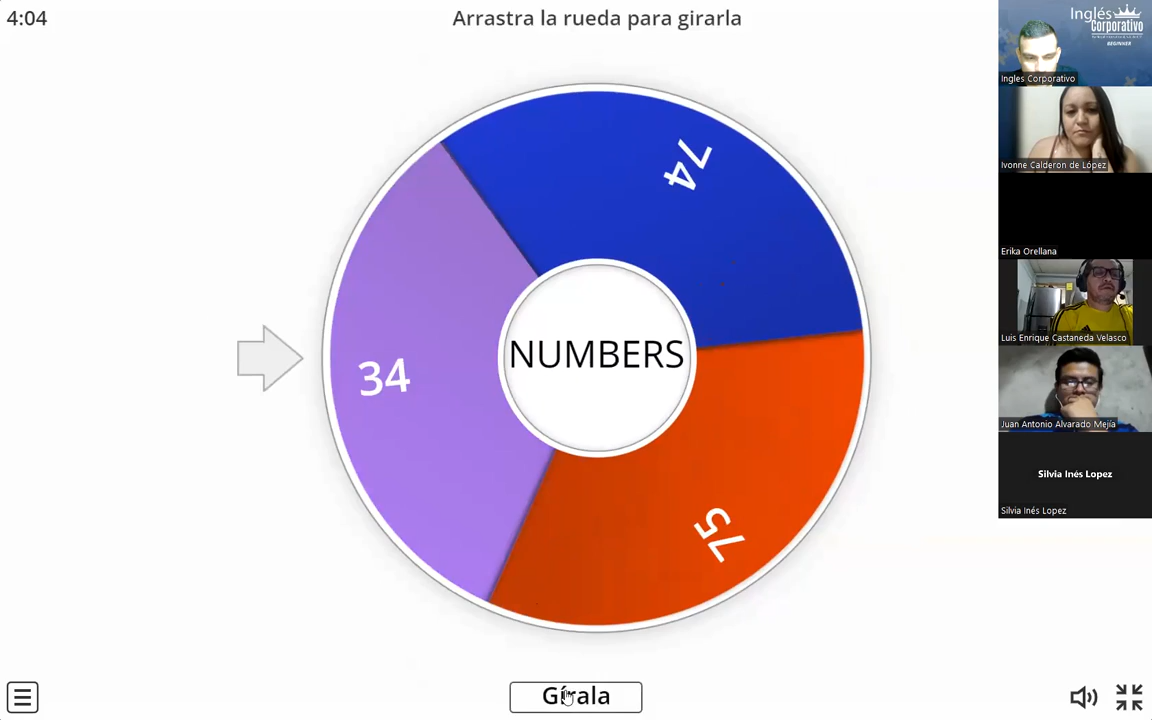 4:04
Arrastra la rueda para girarla
74
34
NUMBERS
75
Gírala
Inglés
Corporativo
BEGINNER
Ingles Corporativo
Ivonne Calderon de López
Erika Orellana
Luis Enrique Castaneda Velasco
Juan Antonio Alvarado Mejía
Silvia Inés Lopez
Silvia Inés Lopez